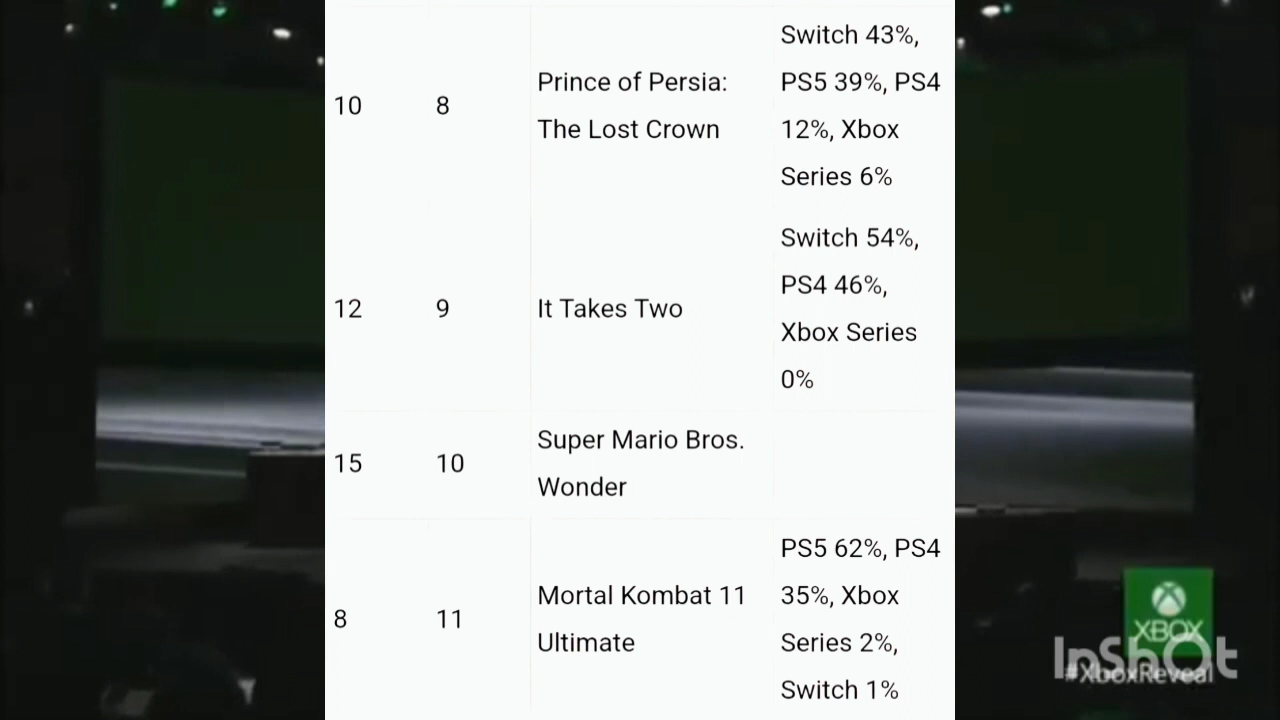 10
8
Prince of Persia:
The Lost Crown
Switch 43%,
PS5 39%, PS4
12%, Xbox
Series 6%
12
9
It Takes Two
Switch 54%,
PS4 46%,
Xbox Series
0%
15
10
Super Mario Bros.
Wonder
8
11
Mortal Kombat 11
Ultimate
PS5 62%, PS4
35%, Xbox
Series 2%,
Switch 1%
XBOX
InShOt
#XboxReveal